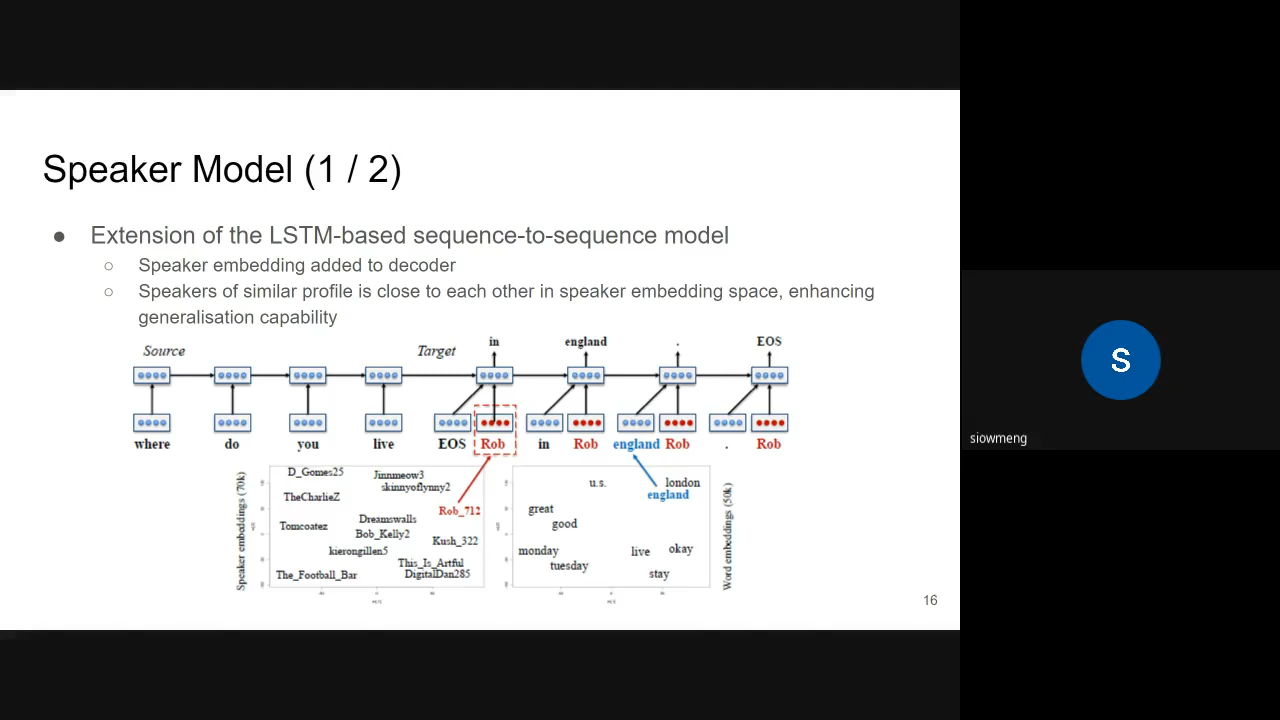 Speaker Model (1 / 2)
● Extension of the LSTM-based sequence-to-sequence model
○ Speaker embedding added to decoder
○ Speakers of similar profile is close to each other in speaker embedding space, enhancing
generalisation capability
in england . EOS
Source Target
where do you live EOS Rob in Rob england Rob . Rob
Speaker embeddings (70k)
D_Gomes25 Jinnmeow3
skinnyoflynny2
TheCharlieZ
Rob_712
Dreamswalls
Tomcoatez
Bob_Kelly2
Kush_322
kierongillen5
This_Is_Artful
The_Football_Bar DigitalDan285
u.s. london
england
great
good
monday live okay
tuesday
stay
Word embeddings (50k)
16
S
siowmeng